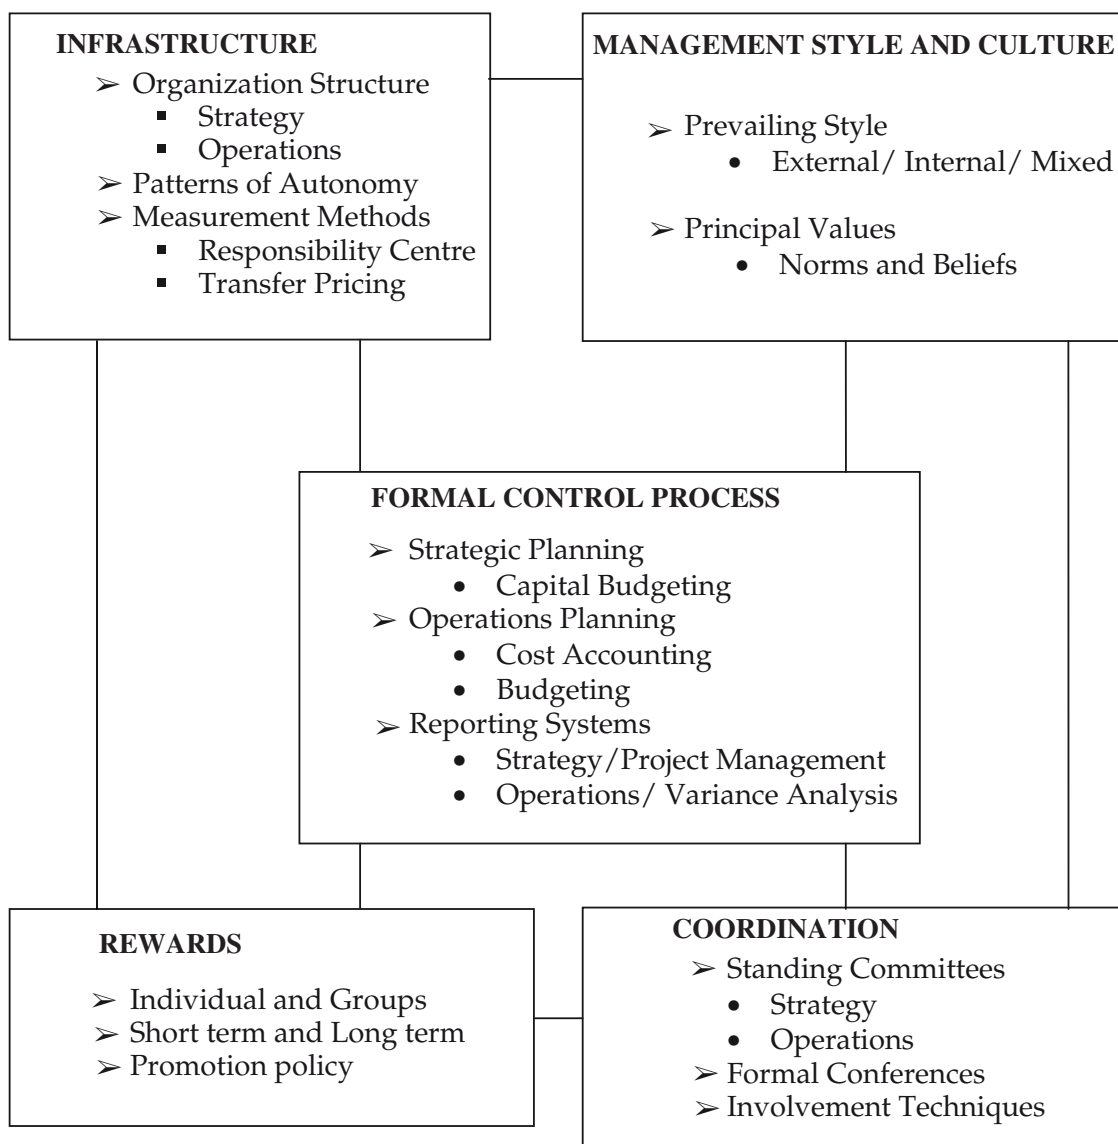 INFRASTRUCTURE
➢ Organization Structure
▪ Strategy
▪ Operations
➢ Patterns of Autonomy
➢ Measurement Methods
▪ Responsibility Centre
▪ Transfer Pricing
MANAGEMENT STYLE AND CULTURE
➢ Prevailing Style
• External/ Internal/ Mixed
➢ Principal Values
• Norms and Beliefs
FORMAL CONTROL PROCESS
➢ Strategic Planning
• Capital Budgeting
➢ Operations Planning
• Cost Accounting
• Budgeting
➢ Reporting Systems
• Strategy/Project Management
• Operations/ Variance Analysis
REWARDS
➢ Individual and Groups
➢ Short term and Long term
➢ Promotion policy
COORDINATION
➢ Standing Committees
• Strategy
• Operations
➢ Formal Conferences
➢ Involvement Techniques